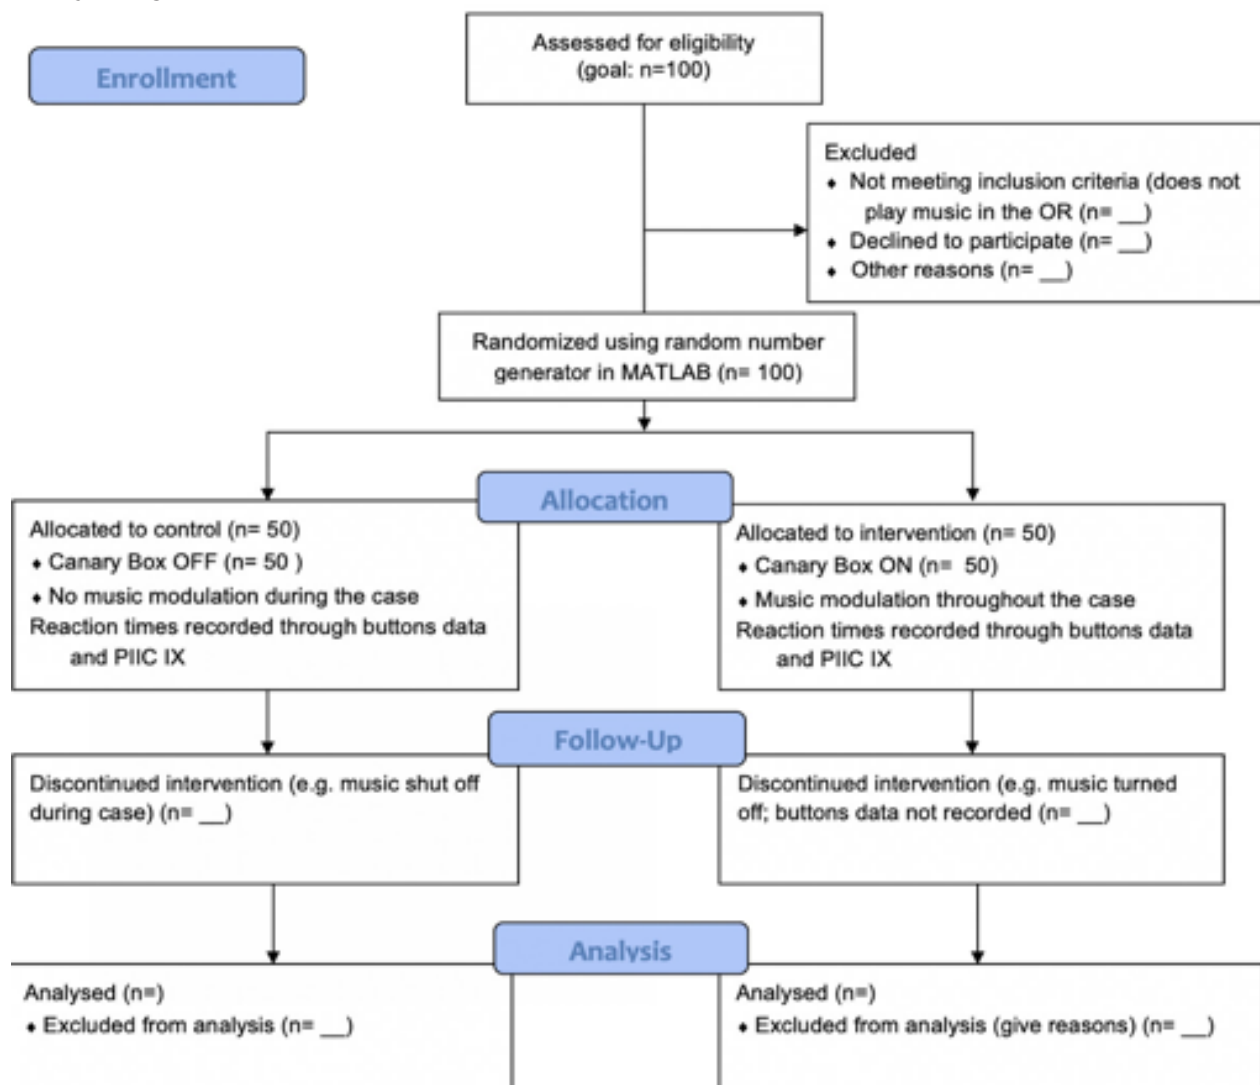 Enrollment
Assessed for eligibility
(goal: n=100)
Excluded
♦ Not meeting inclusion criteria (does not
play music in the OR (n= __)
♦ Declined to participate (n= __)
♦ Other reasons (n= __)
Randomized using random number
generator in MATLAB (n= 100)
Allocation
Allocated to control (n= 50)
♦ Canary Box OFF (n= 50 )
♦ No music modulation during the case
Reaction times recorded through buttons data
and PIIC IX
Allocated to intervention (n= 50)
♦ Canary Box ON (n=  50)
♦ Music modulation throughout the case
Reaction times recorded through buttons data
and PIIC IX
Follow-Up
Discontinued intervention (e.g. music shut off
during case) (n= __)
Discontinued intervention (e.g. music turned
off; buttons data not recorded (n= __)
Analysis
Analysed (n=)
♦ Excluded from analysis (n= __)
Analysed (n=)
♦ Excluded from analysis (give reasons) (n= __)